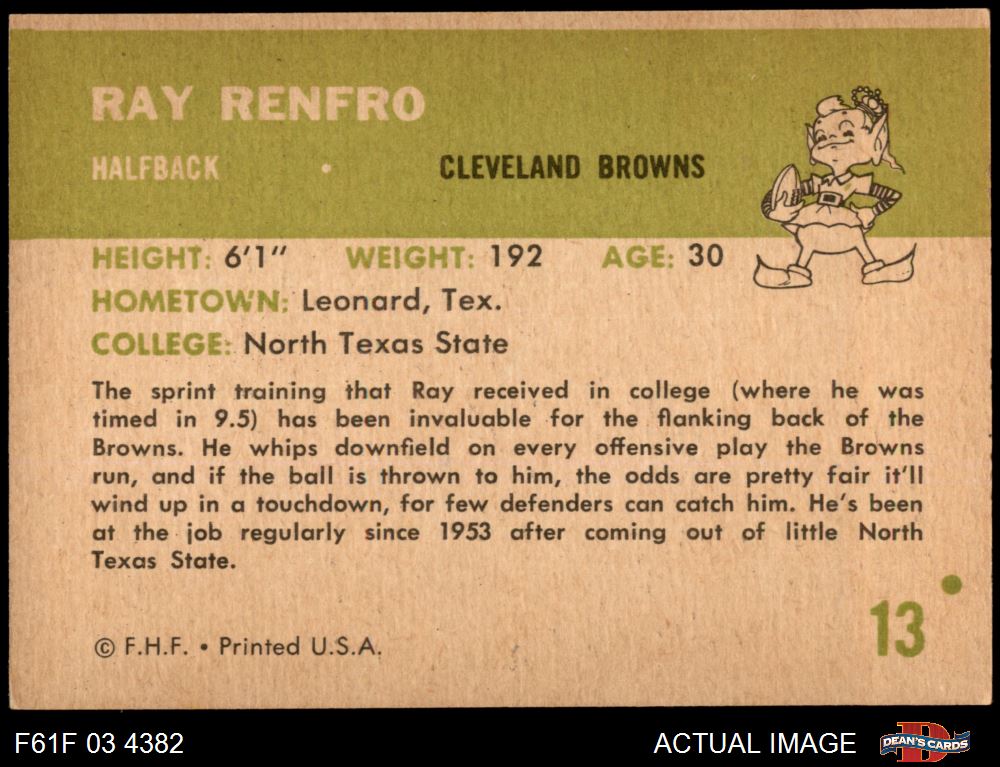 RAY RENFRO
HALFBACK • CLEVELAND BROWNS
HEIGHT: 6'1" WEIGHT: 192 AGE: 30
HOMETOWN: Leonard, Tex.
COLLEGE: North Texas State
The sprint training that Ray received in college (where he was
timed in 9.5) has been invaluable for the flanking back of the
Browns. He whips downfield on every offensive play the Browns
run, and if the ball is thrown to him, the odds are pretty fair it'll
wind up in a touchdown, for few defenders can catch him. He's been
at the job regularly since 1953 after coming out of little North
Texas State.
13
© F.H.F. • Printed U.S.A.
F61F 03 4382 ACTUAL IMAGE DEAN'S CARDS